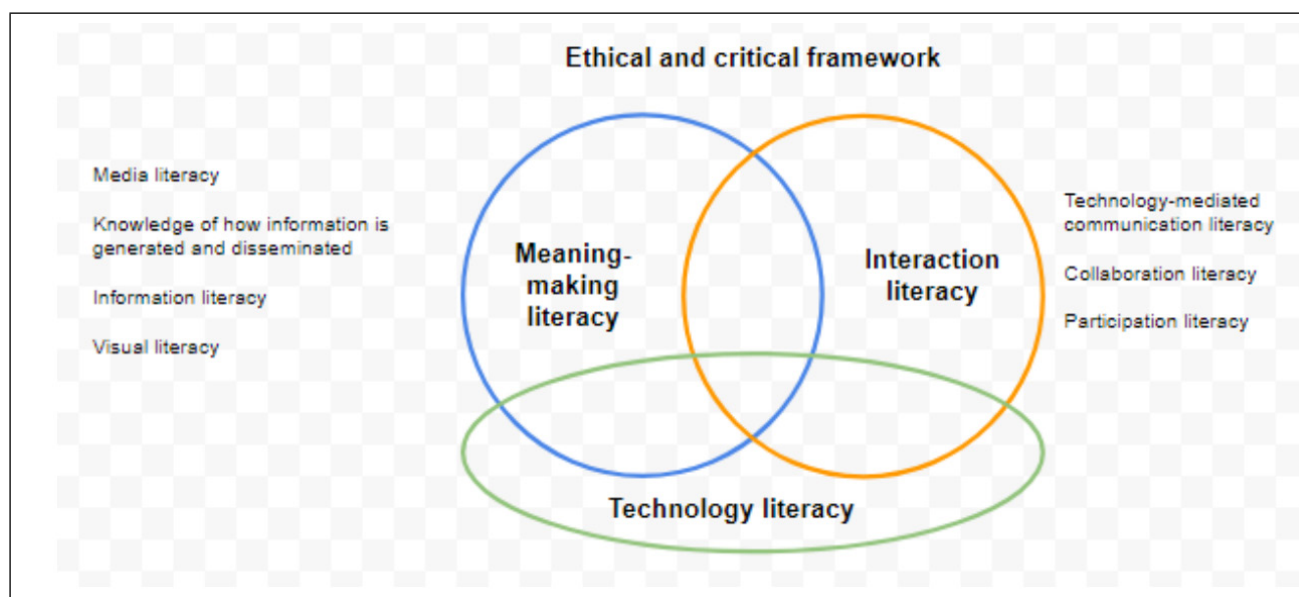 Ethical and critical framework
Media literacy
Knowledge of how information is
generated and disseminated
Information literacy
Visual literacy
Meaning-
making
literacy
Interaction
literacy
Technology-mediated
communication literacy
Collaboration literacy
Participation literacy
Technology literacy